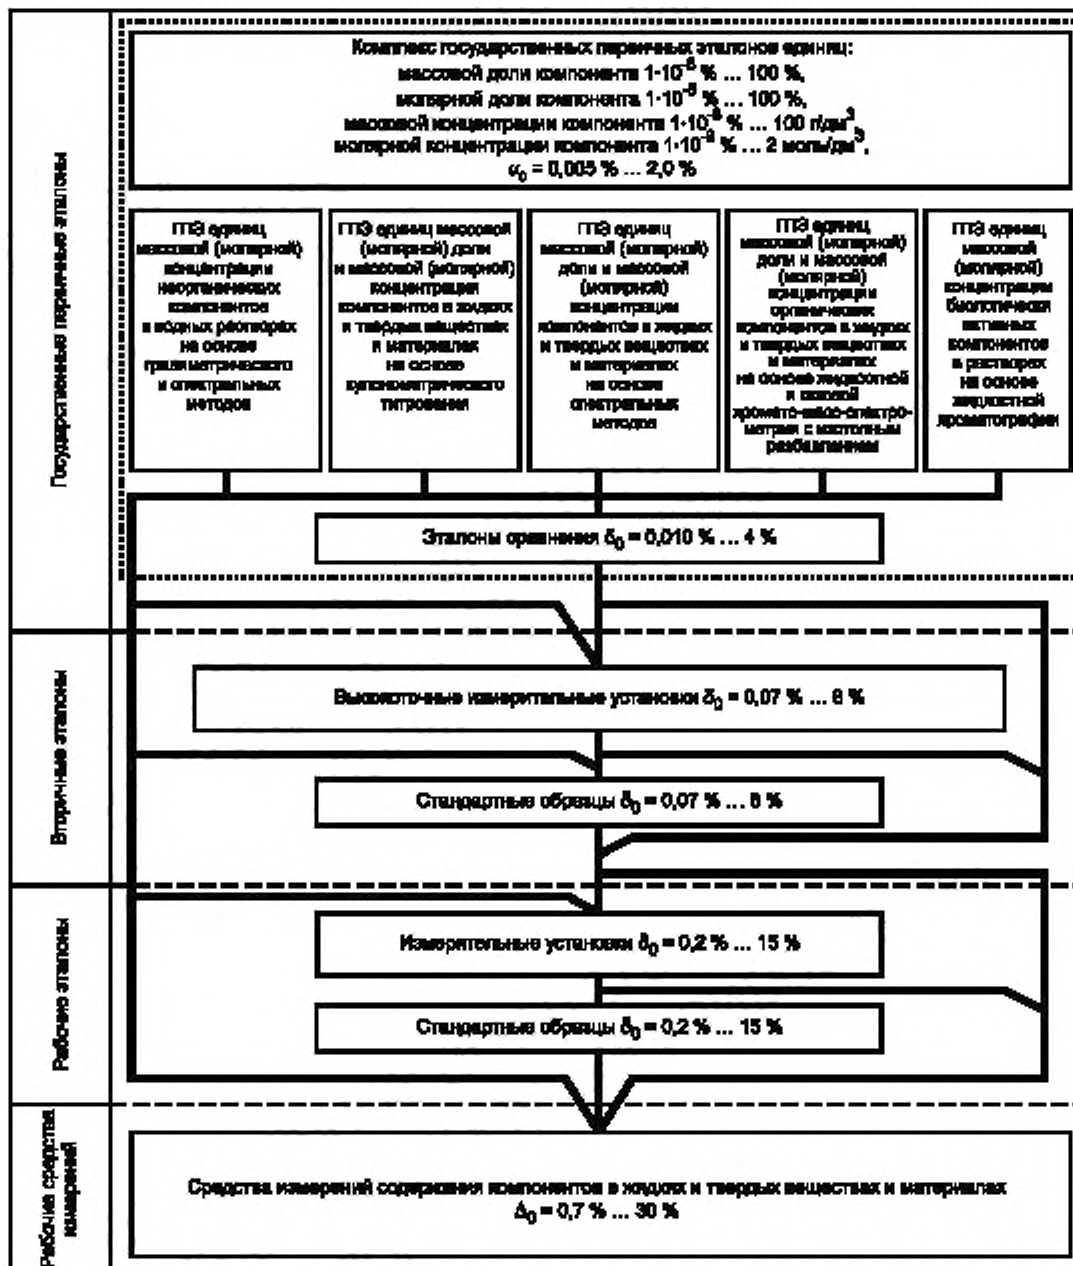 Государственные первичные эталоны
Комплекс государственных первичных эталонов единиц:
массовой доли компонента 1·10⁻⁶ % ... 100 %,
молярной доли компонента 1·10⁻⁶ % ... 100 %,
массовой концентрации компонента 1·10⁻⁹ % ... 100 г/дм³
молярной концентрации компонента 1·10⁻⁹ % ... 2 моль/дм³,
u₀ = 0,005 % ... 2,0 %
ГПЭ единиц
массовой (молярной)
концентрации
неорганических
компонентов
в водных растворах
на основе
гравиметрического
и спектральных
методов
ГПЭ единиц массовой
(молярной) доли
и массовой (молярной)
концентрации
компонентов в жидких
и твердых веществах
и материалах
на основе
кулонометрического
титрования
ГПЭ единиц
массовой (молярной)
доли и массовой
(молярной)
концентрации
компонентов в жидких
и твердых веществах
и материалах
на основе
спектральных
методов
ГПЭ единиц
массовой (молярной)
доли и массовой
(молярной)
концентрации
органических
компонентов в жидких
и твердых веществах
и материалах
на основе жидкостной
и газовой
хромато-масс-спектро-
метрии с изотопным
разбавлением
ГПЭ единиц
массовой
(молярной)
концентрации
биологически
активных
компонентов
в растворах
на основе
жидкостной
хроматографии
Эталоны сравнения δ₀ = 0,010 % ... 4 %
Вторичные эталоны
Высокоточные измерительные установки δ₀ = 0,07 % ... 8 %
Стандартные образцы δ₀ = 0,07 % ... 8 %
Рабочие эталоны
Измерительные установки δ₀ = 0,2 % ... 15 %
Стандартные образцы δ₀ = 0,2 % ... 15 %
Рабочие средства
измерений
Средства измерений содержания компонентов в жидких и твердых веществах и материалах
Δ₀ = 0,7 % ... 30 %